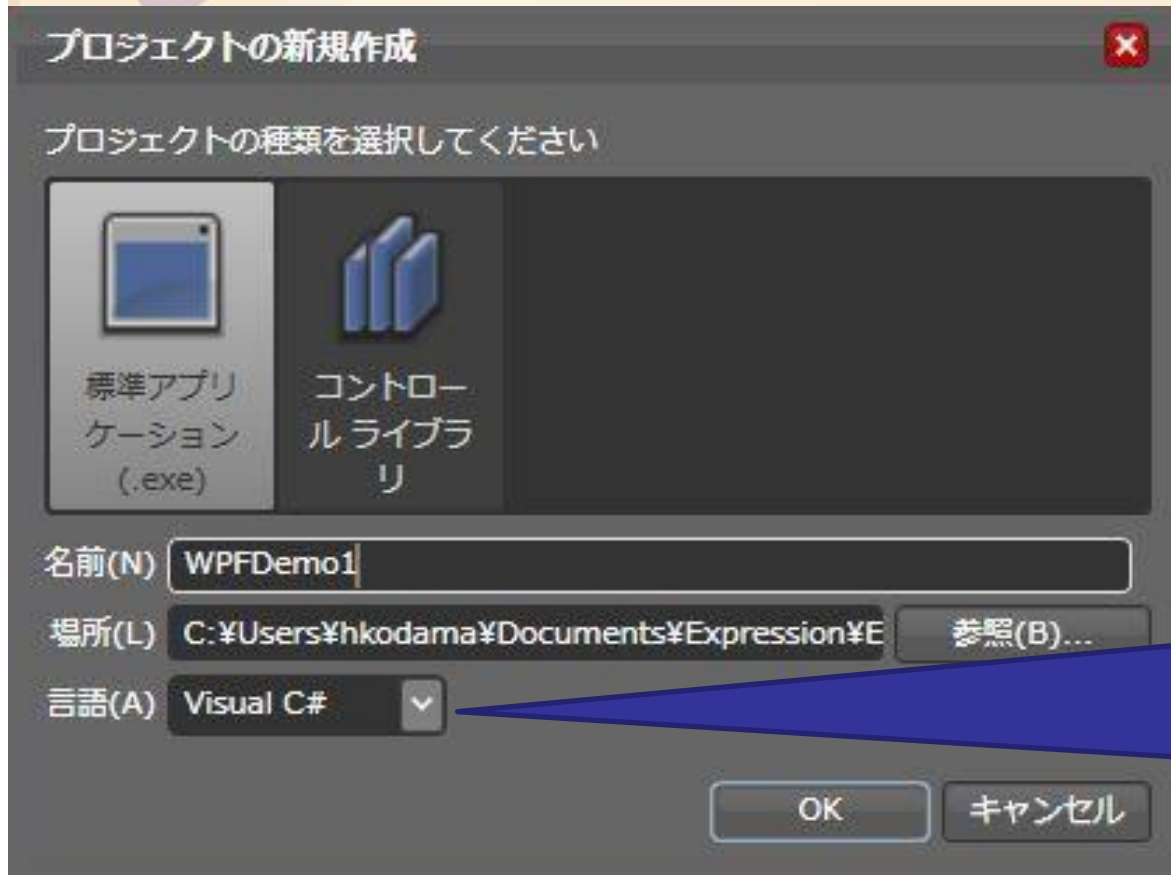 プロジェクトの新規作成
プロジェクトの種類を選択してください
標準アプリ
ケーション
(.exe)
コントロー
ル ライブラ
リ
名前(N) WPFDemo1
場所(L) C:¥Users¥hkodama¥Documents¥Expression¥E 参照(B)...
言語(A) Visual C#
OK キャンセル